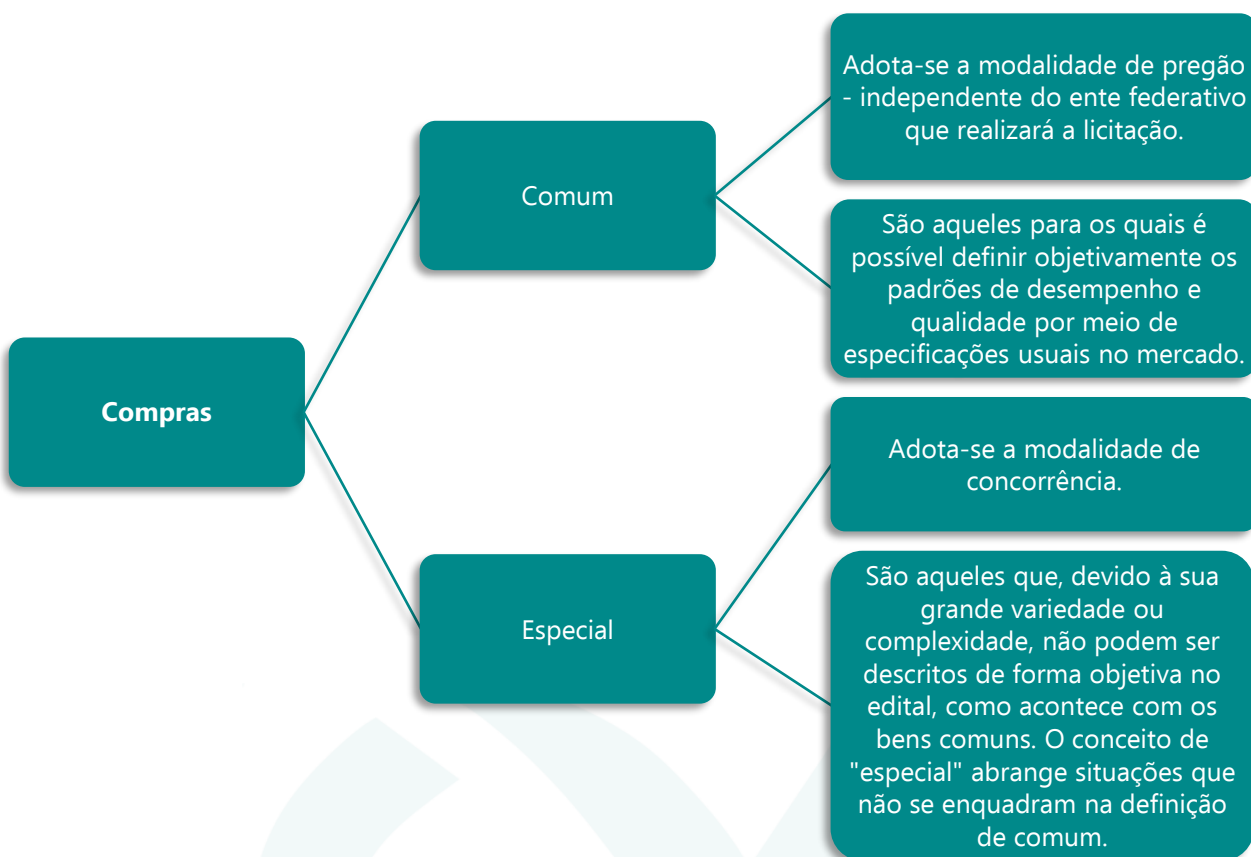 Compras
Comum
Adota-se a modalidade de pregão
- independente do ente federativo
que realizará a licitação.
São aqueles para os quais é
possível definir objetivamente os
padrões de desempenho e
qualidade por meio de
especificações usuais no mercado.
Especial
Adota-se a modalidade de
concorrência.
São aqueles que, devido à sua
grande variedade ou
complexidade, não podem ser
descritos de forma objetiva no
edital, como acontece com os
bens comuns. O conceito de
"especial" abrange situações que
não se enquadram na definição
de comum.